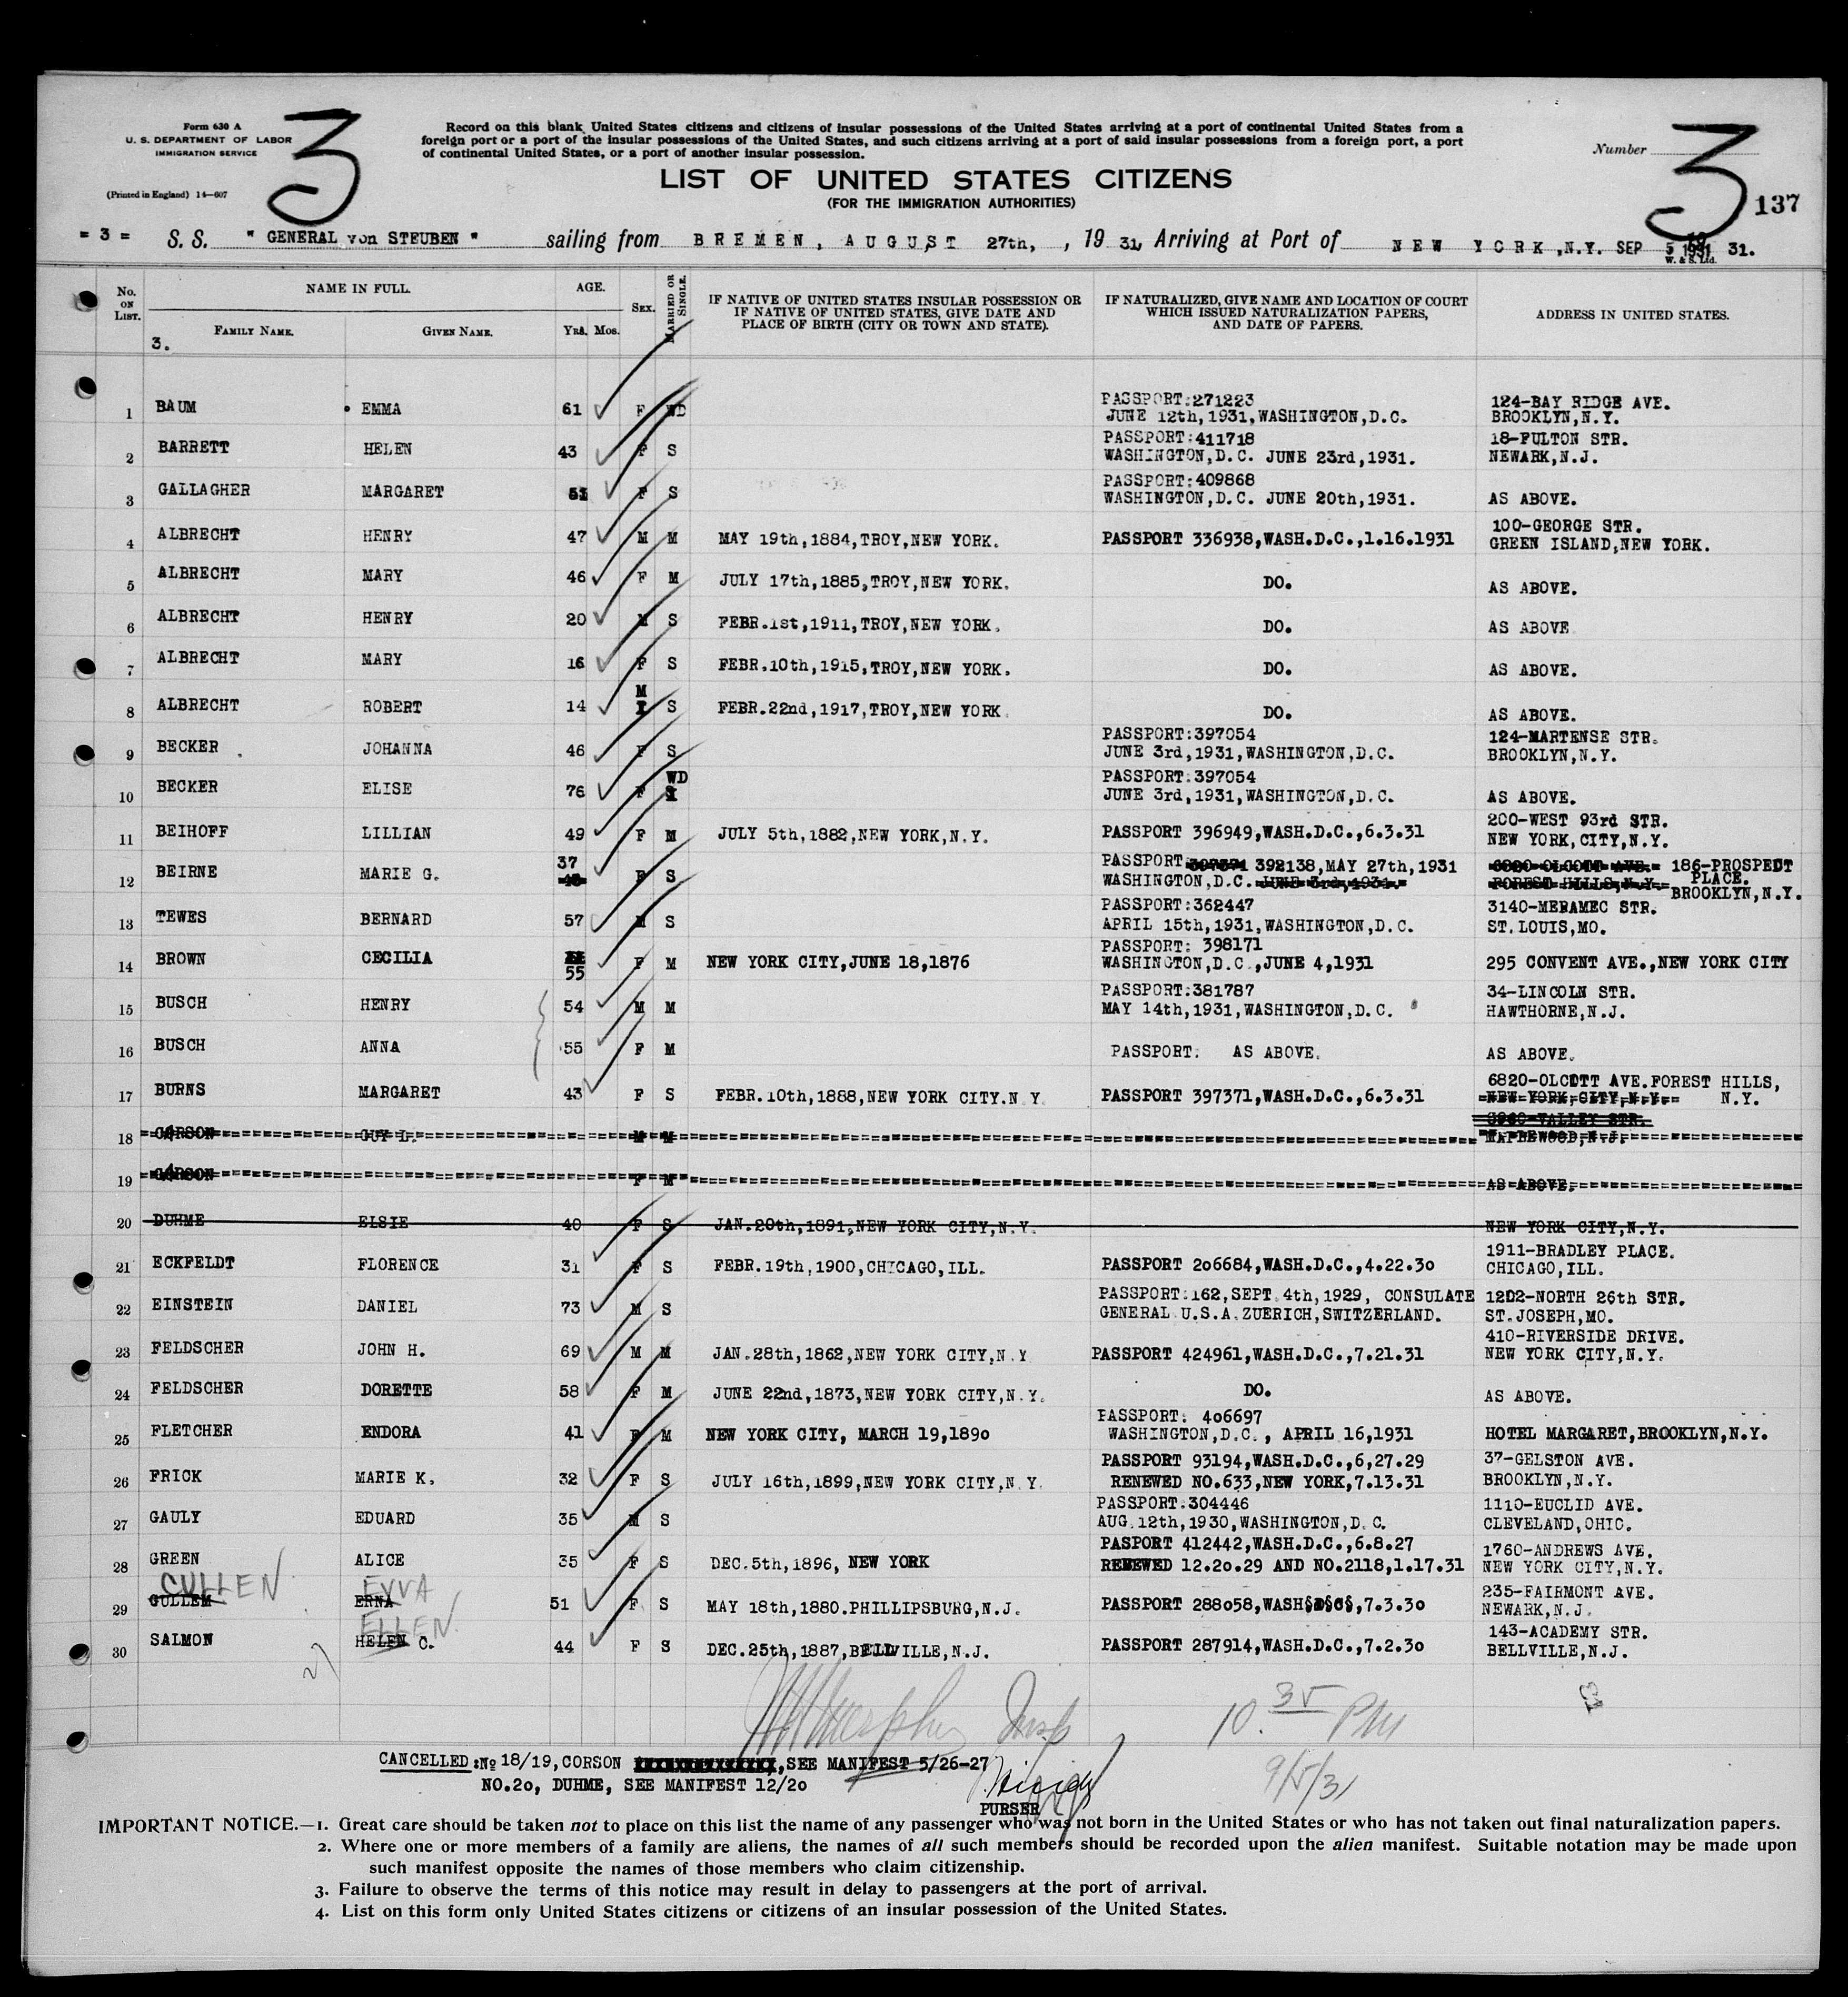 Form 630 A
U. S. DEPARTMENT OF LABOR
IMMIGRATION SERVICE
(Printed in England) 14—607
3
Record on this blank United States citizens and citizens of insular possessions of the United States arriving at a port of continental United States from a
foreign port or a port of the insular possessions of the United States, and such citizens arriving at a port of said insular possessions from a foreign port, a port
of continental United States, or a port of another insular possession.
LIST OF UNITED STATES CITIZENS
(FOR THE IMMIGRATION AUTHORITIES)
Number 3
137
= 3 = S. S. " GENERAL von STEUBEN " sailing from BREMEN, AUGUST 27th, , 19 31, Arriving at Port of NEW YORK, N.Y. SEP 5 1931 31.
W. & S. Ltd.
No. ON LIST. NAME IN FULL. AGE. SEX. MARRIED OR SINGLE. IF NATIVE OF UNITED STATES INSULAR POSSESSION OR IF NATIVE OF UNITED STATES, GIVE DATE AND PLACE OF BIRTH (CITY OR TOWN AND STATE). IF NATURALIZED, GIVE NAME AND LOCATION OF COURT WHICH ISSUED NATURALIZATION PAPERS, AND DATE OF PAPERS. ADDRESS IN UNITED STATES.
3. FAMILY NAME. GIVEN NAME. YRS. MOS.
1 BAUM EMMA 61 F WD PASSPORT:271223 JUNE 12th,1931,WASHINGTON,D.C. 124-BAY RIDGE AVE. BROOKLYN,N.Y.
2 BARRETT HELEN 43 F S PASSPORT:411718 WASHINGTON,D.C. JUNE 23rd,1931. 18-FULTON STR. NEWARK,N.J.
3 GALLAGHER MARGARET 51 F S PASSPORT:409868 WASHINGTON,D.C. JUNE 20th,1931. AS ABOVE.
4 ALBRECHT HENRY 47 M M MAY 19th,1884,TROY,NEW YORK. PASSPORT 336938,WASH.D.C.,1.16.1931 100-GEORGE STR. GREEN ISLAND,NEW YORK.
5 ALBRECHT MARY 46 F M JULY 17th,1885,TROY,NEW YORK. DO. AS ABOVE.
6 ALBRECHT HENRY 20 M S FEBR.1st,1911,TROY,NEW YORK. DO. AS ABOVE
7 ALBRECHT MARY 16 F S FEBR.10th,1915,TROY,NEW YORK. DO. AS ABOVE.
8 ALBRECHT ROBERT 14 M S FEBR.22nd,1917,TROY,NEW YORK. DO. AS ABOVE.
9 BECKER JOHANNA 46 F S PASSPORT:397054 JUNE 3rd,1931,WASHINGTON,D.C. 124-MARTENSE STR. BROOKLYN,N.Y.
10 BECKER ELISE 76 F WD PASSPORT:397054 JUNE 3rd,1931,WASHINGTON,D.C. AS ABOVE.
11 BEIHOFF LILLIAN 49 F M JULY 5th,1882,NEW YORK,N.Y. PASSPORT 396949,WASH.D.C.,6.3.31 200-WEST 93rd STR. NEW YORK,CITY,N.Y.
12 BEIRNE MARIE G. 37 F S PASSPORT 397371 392138,MAY 27th,1931 WASHINGTON,D.C. JUNE 3rd,1931. 6820-OLCOTT AVE. FOREST HILLS,N.Y. 186-PROSPECT PLACE. BROOKLYN,N.Y.
13 TEWES BERNARD 57 M S PASSPORT:362447 APRIL 15th,1931,WASHINGTON,D.C. 3140-MERAMEC STR. ST.LOUIS,MO.
14 BROWN CECILIA 55 F M NEW YORK CITY,JUNE 18,1876 PASSPORT: 398171 WASHINGTON,D.C.,JUNE 4,1931 295 CONVENT AVE.,NEW YORK CITY
15 BUSCH HENRY 54 M M PASSPORT:381787 MAY 14th,1931,WASHINGTON,D.C. 34-LINCOLN STR. HAWTHORNE,N.J.
16 BUSCH ANNA 55 F M PASSPORT: AS ABOVE. AS ABOVE.
17 BURNS MARGARET 43 F S FEBR.10th,1888,NEW YORK CITY.N.Y. PASSPORT 397371,WASH.D.C.,6.3.31 6820-OLCOTT AVE.FOREST HILLS, NEW YORK,CITY,N.Y. N.Y.
18 CORSON GUY L. M M VALLEY STR. MAPLEWOOD,N.J.
19 CORSON F M AS ABOVE.
20 DUHME ELSIE 40 F S JAN.20th,1891,NEW YORK CITY,N.Y. NEW YORK CITY,N.Y.
21 ECKFELDT FLORENCE 31 F S FEBR.19th,1900,CHICAGO,ILL. PASSPORT 206684,WASH.D.C.,4.22.30 1911-BRADLEY PLACE. CHICAGO,ILL.
22 EINSTEIN DANIEL 73 M S PASSPORT:162,SEPT.4th,1929, CONSULATE GENERAL U.S.A.ZUERICH,SWITZERLAND. 1202-NORTH 26th STR. ST.JOSEPH,MO.
23 FELDSCHER JOHN H. 69 M M JAN.28th,1862,NEW YORK CITY,N.Y PASSPORT 424961,WASH.D.C.,7.21.31 410-RIVERSIDE DRIVE. NEW YORK CITY,N.Y.
24 FELDSCHER DORETTE 58 F M JUNE 22nd,1873,NEW YORK CITY,N.Y. DO. AS ABOVE.
25 FLETCHER ENDORA 41 F M NEW YORK CITY, MARCH 19,1890 PASSPORT: 406697 WASHINGTON,D.C., APRIL 16,1931 HOTEL MARGARET,BROOKLYN,N.Y.
26 FRICK MARIE K. 32 F S JULY 16th,1899,NEW YORK CITY,N.Y. PASSPORT 93194,WASH.D.C.,6,27.29 RENEWED NO.633,NEW YORK,7.13.31 37-GELSTON AVE. BROOKLYN,N.Y.
27 GAULY EDUARD 35 M S PASSPORT:304446 AUG.12th,1930,WASHINGTON,D.C. 1110-EUCLID AVE. CLEVELAND,OHIO.
28 GREEN ALICE 35 F S DEC.5th,1896, NEW YORK PASPORT 412442,WASH.D.C.,6.8.27 RENEWED 12.20.29 AND NO.2118,1.17.31 1760-ANDREWS AVE. NEW YORK CITY,N.Y.
CULLEN EVVA
29 GULLEM ERNA 51 F S MAY 18th,1880.PHILLIPSBURG,N.J. PASSPORT 288058,WASH.D.C.,7.3.30 235-FAIRMONT AVE. NEWARK,N.J.
ELLEN
30 SALMON HELEN C. 44 F S DEC.25th,1887,BELLVILLE,N.J. PASSPORT 287914,WASH.D.C.,7.2.30 143-ACADEMY STR. BELLVILLE,N.J.
Murphy Insp 10.35 PM
9/5/31
CANCELLED:No 18/19,CORSON ,SEE MANIFEST 5/26-27
NO.20, DUHME, SEE MANIFEST 12/20
PURSER
IMPORTANT NOTICE.—1. Great care should be taken not to place on this list the name of any passenger who was not born in the United States or who has not taken out final naturalization papers.
2. Where one or more members of a family are aliens, the names of all such members should be recorded upon the alien manifest. Suitable notation may be made upon
such manifest opposite the names of those members who claim citizenship.
3. Failure to observe the terms of this notice may result in delay to passengers at the port of arrival.
4. List on this form only United States citizens or citizens of an insular possession of the United States.